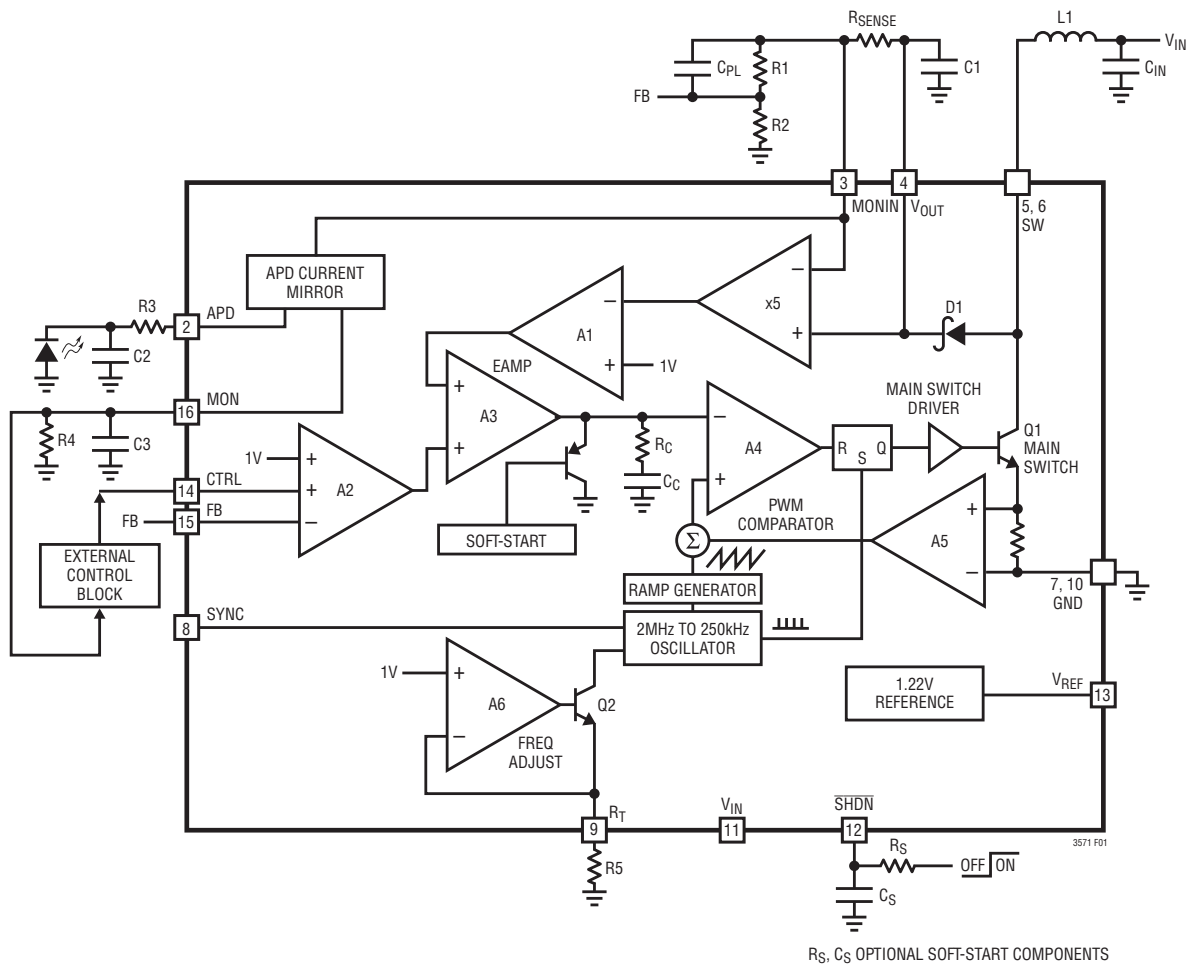 RSENSE
L1
VIN
CPL
R1
C1
CIN
FB
R2
3
4
MONIN
VOUT
5, 6
SW
APD CURRENT
MIRROR
R3
APD
2
C2
–
x5
+
D1
–
A1
+
1V
EAMP
+
A3
+
MON
16
R4
C3
1V
+
CTRL
14
+
A2
FB
FB
15
–
–
A4
+
RC
CC
R
S
Q
MAIN SWITCH
DRIVER
Q1
MAIN
SWITCH
PWM
COMPARATOR
SOFT-START
Σ
+
A5
–
7, 10
GND
EXTERNAL
CONTROL
BLOCK
RAMP GENERATOR
SYNC
8
2MHz TO 250kHz
OSCILLATOR
1V
+
A6
–
Q2
FREQ
ADJUST
1.22V
REFERENCE
VREF
13
RT
9
VIN
11
SHDN
12
3571 F01
R5
RS
OFF ON
CS
RS, CS OPTIONAL SOFT-START COMPONENTS